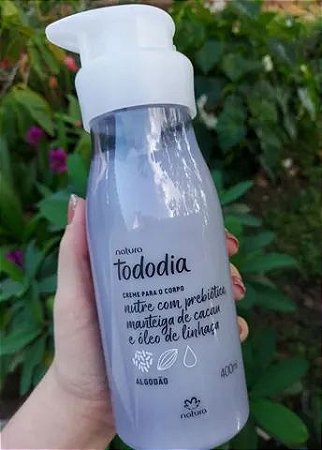 natura
tododia
CREME PARA O CORPO
nutre com prebiótico,
manteiga de cacau
e óleo de linhaça
ALGODÃO
400ml
natura